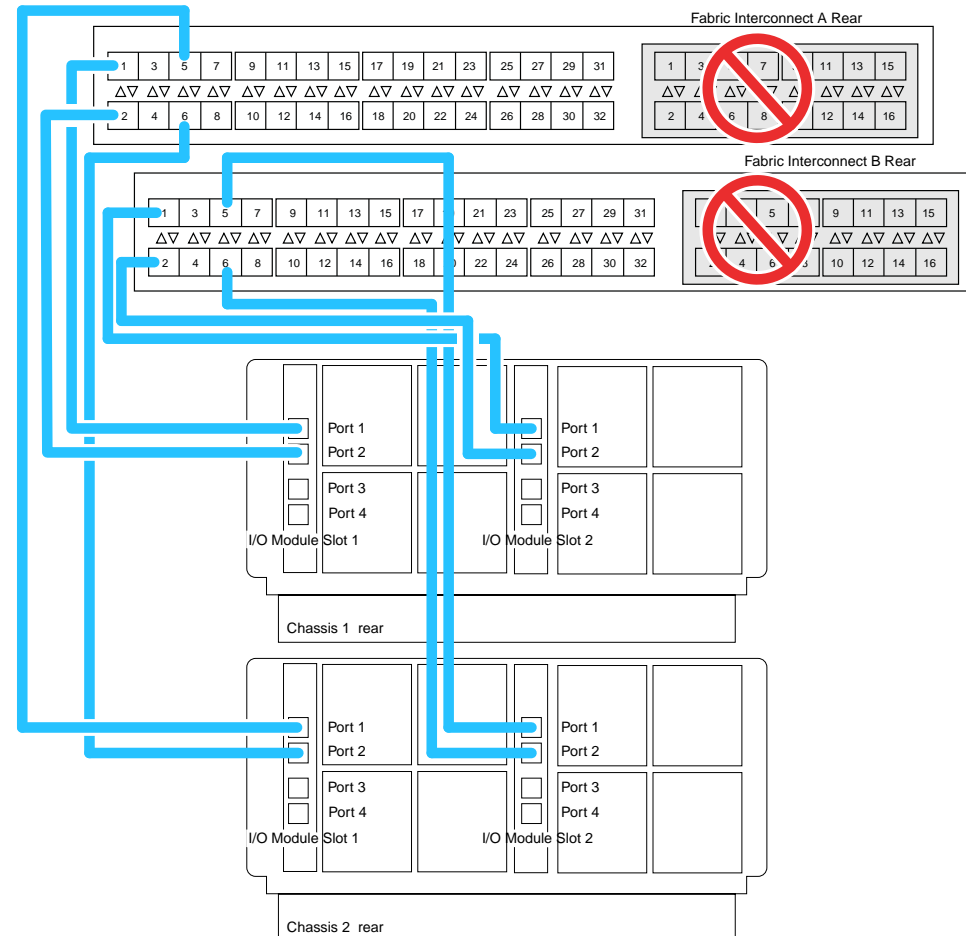 Fabric Interconnect A Rear
1 3 5 7 9 11 13 15 17 19 21 23 25 27 29 31 1 3 7 11 13 15
2 4 6 8 10 12 14 16 18 20 22 24 26 28 30 32 2 4 6 8 12 14 16
Fabric Interconnect B Rear
1 3 5 7 9 11 13 15 17 21 23 25 27 29 31 5 9 11 13 15
2 4 6 8 10 12 14 16 18 22 24 26 28 30 32 4 6 8 10 12 14 16
Port 1 Port 1
Port 2 Port 2
Port 3 Port 3
Port 4 Port 4
I/O Module Slot 1 I/O Module Slot 2
Chassis 1 rear
Port 1 Port 1
Port 2 Port 2
Port 3 Port 3
Port 4 Port 4
I/O Module Slot 1 I/O Module Slot 2
Chassis 2 rear